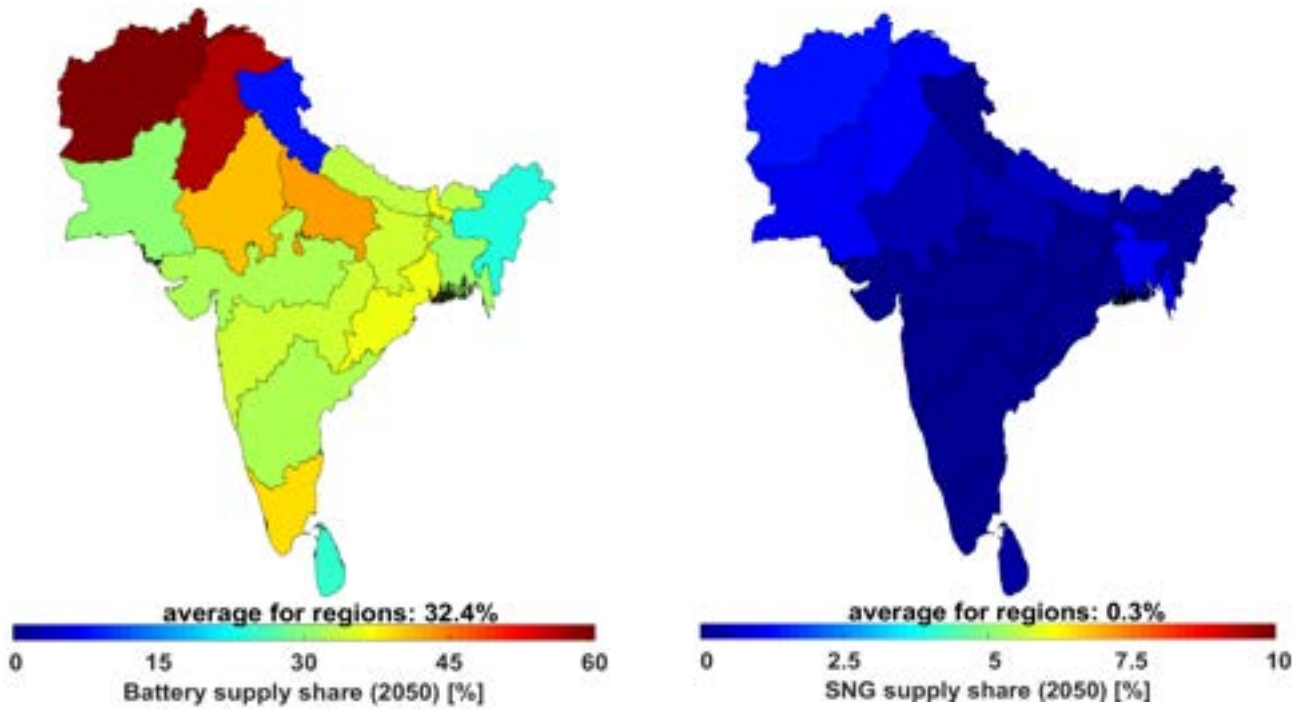 average for regions: 32.4%
0 15 30 45 60
Battery supply share (2050) [%]
average for regions: 0.3%
0 2.5 5 7.5 10
SNG supply share (2050) [%]